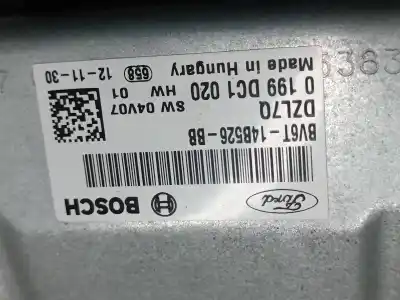 Ford BOSCH
BV6T-14B526-BB
DZL7Q
0 199 DC1 020 HW 01
SW 04V07
Made in Hungary 658 12-11-30